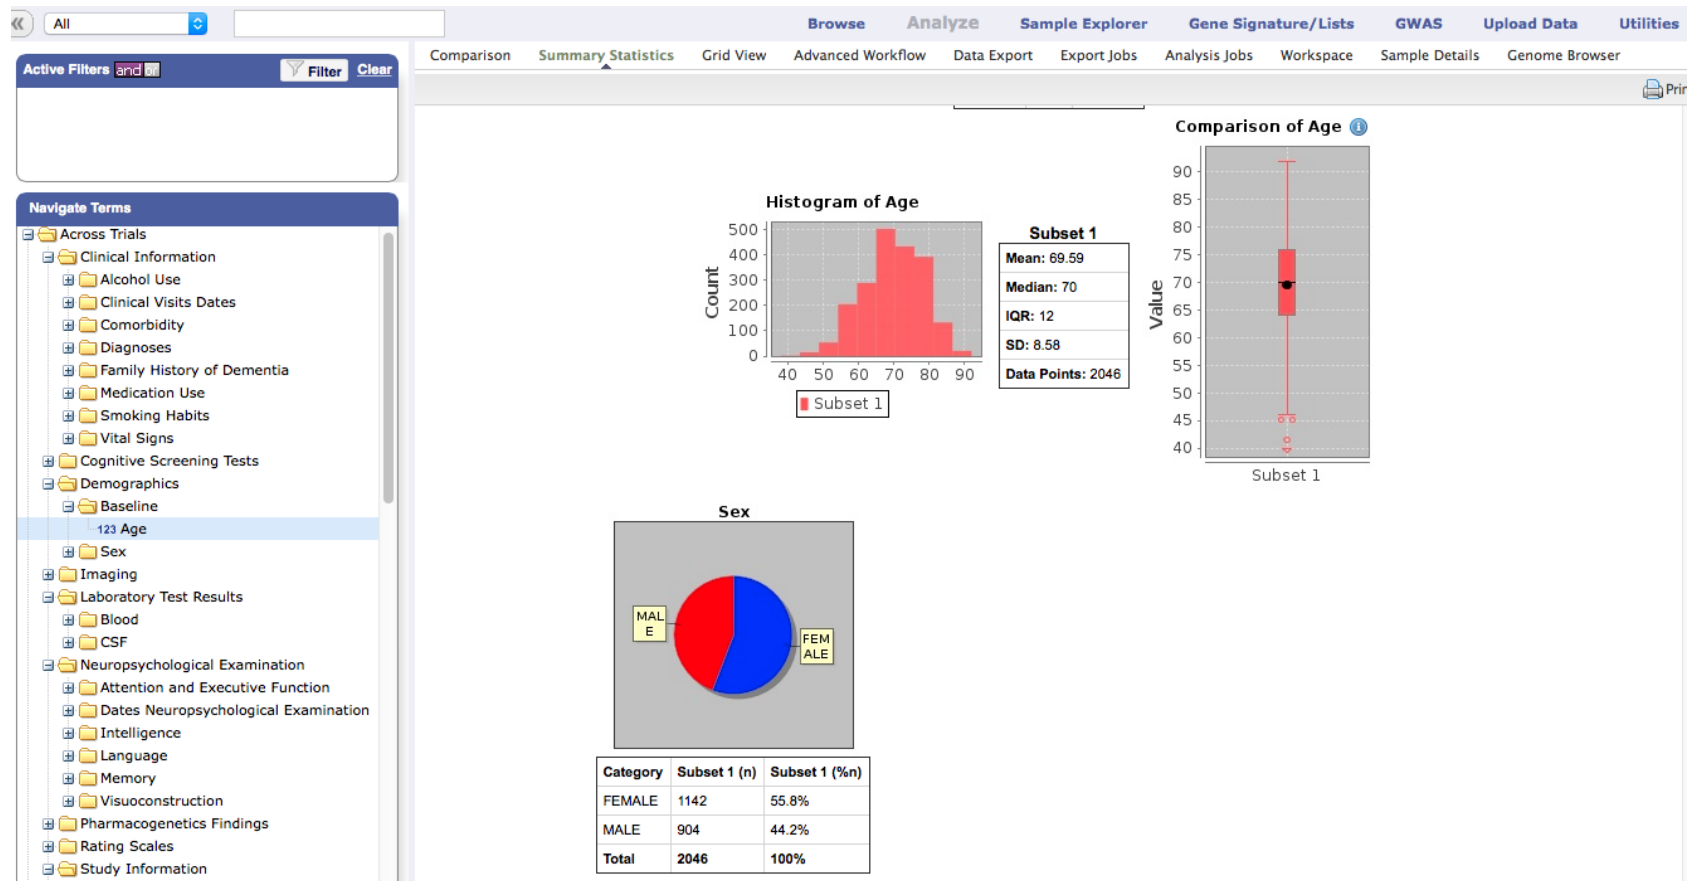 «
All
Browse Analyze Sample Explorer Gene Signature/Lists GWAS Upload Data Utilities
Comparison Summary Statistics Grid View Advanced Workflow Data Export Export Jobs Analysis Jobs Workspace Sample Details Genome Browser
Active Filters and or Filter Clear
Prin
Navigate Terms
Across Trials
Clinical Information
Alcohol Use
Clinical Visits Dates
Comorbidity
Diagnoses
Family History of Dementia
Medication Use
Smoking Habits
Vital Signs
Cognitive Screening Tests
Demographics
Baseline
123 Age
Sex
Imaging
Laboratory Test Results
Blood
CSF
Neuropsychological Examination
Attention and Executive Function
Dates Neuropsychological Examination
Intelligence
Language
Memory
Visuoconstruction
Pharmacogenetics Findings
Rating Scales
Study Information
Histogram of Age
Count
500
400
300
200
100
0
40 50 60 70 80 90
Subset 1
Subset 1
Mean: 69.59
Median: 70
IQR: 12
SD: 8.58
Data Points: 2046
Comparison of Age i
Value
90
85
80
75
70
65
60
55
50
45
40
Subset 1
Sex
MAL
E
FEM
ALE
Category Subset 1 (n) Subset 1 (%n)
FEMALE 1142 55.8%
MALE 904 44.2%
Total 2046 100%